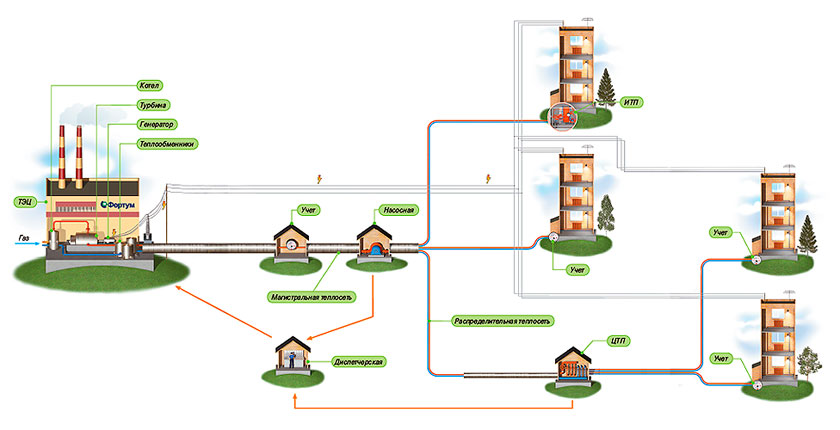 Котел
Турбина
Генератор
Теплообменники
ТЭЦ
Фортум
Газ
Учет
Насосная
Магистральная теплосеть
Диспетчерская
Распределительная теплосеть
ЦТП
ИТП
Учет
Учет
Учет